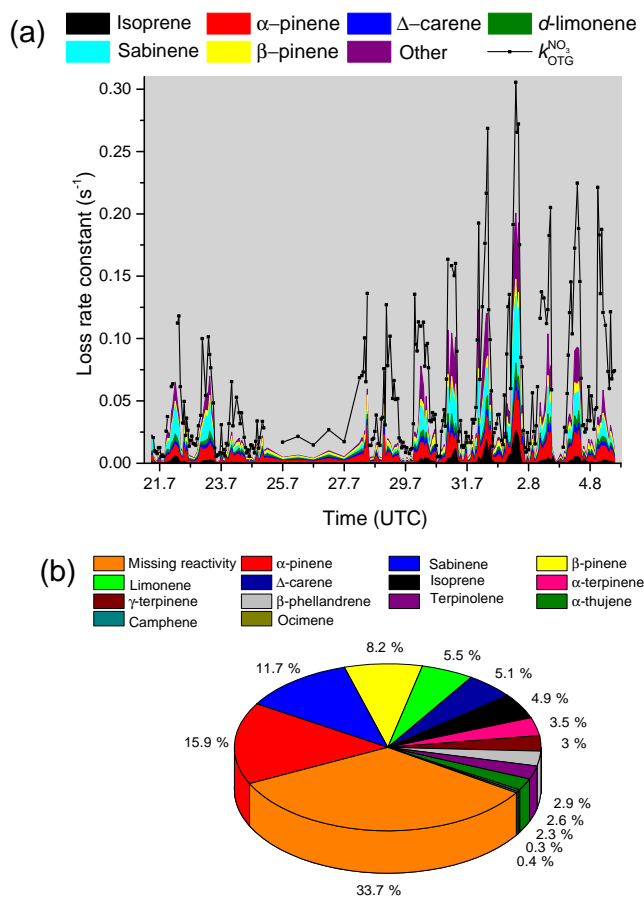 (a)
Isoprene α–pinene Δ–carene d-limonene
Sabinene β–pinene Other k_OTG^NO₃
0.30
0.25
0.20
0.15
0.10
0.05
0.00
Loss rate constant (s⁻¹)
21.7 23.7 25.7 27.7 29.7 31.7 2.8 4.8
Time (UTC)
(b)
Missing reactivity α-pinene Sabinene β-pinene
Limonene Δ-carene Isoprene α-terpinene
γ-terpinene β-phellandrene Terpinolene α-thujene
Camphene Ocimene
8.2 %
5.5 %
11.7 %
5.1 %
4.9 %
3.5 %
15.9 %
3 %
2.9 %
2.6 %
2.3 %
0.3 %
0.4 %
33.7 %